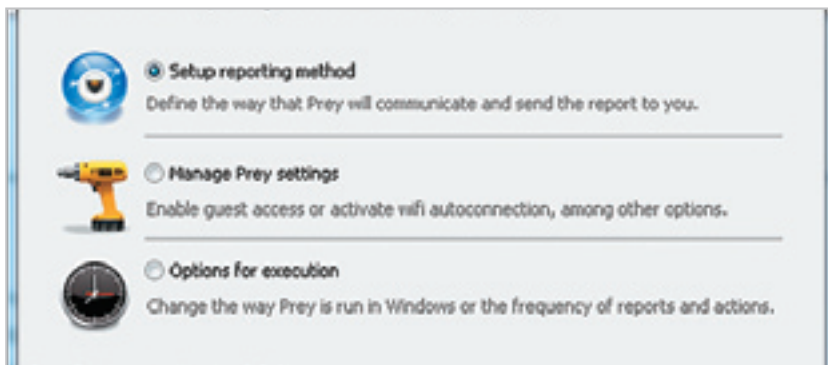 Setup reporting method
Define the way that Prey will communicate and send the report to you.
Manage Prey settings
Enable guest access or activate wifi autoconnection, among other options.
Options for execution
Change the way Prey is run in Windows or the frequency of reports and actions.